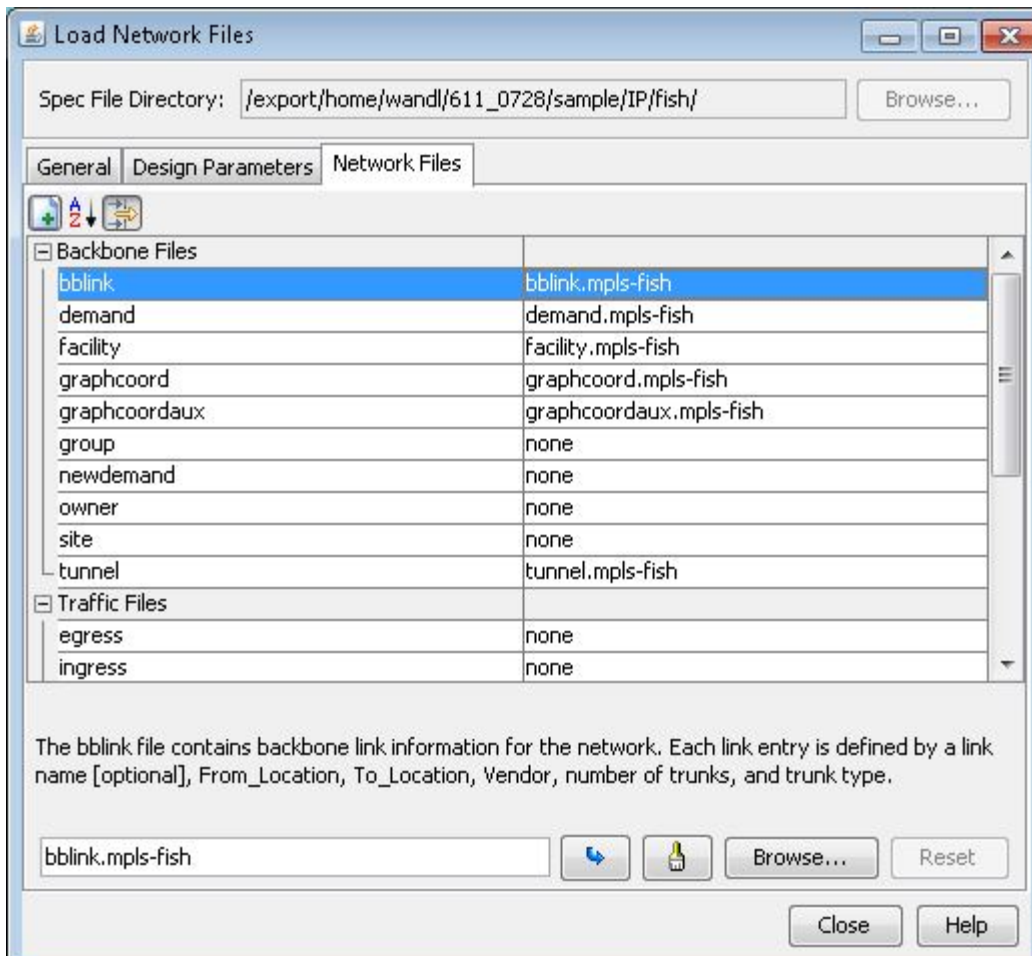 Load Network Files
Spec File Directory: /export/home/wandl/611_0728/sample/IP/fish/ Browse...
General Design Parameters Network Files
Backbone Files
bblink bblink.mpls-fish
demand demand.mpls-fish
facility facility.mpls-fish
graphcoord graphcoord.mpls-fish
graphcoordaux graphcoordaux.mpls-fish
group none
newdemand none
owner none
site none
tunnel tunnel.mpls-fish
Traffic Files
egress none
ingress none
The bblink file contains backbone link information for the network. Each link entry is defined by a link
name [optional], From_Location, To_Location, Vendor, number of trunks, and trunk type.
bblink.mpls-fish Browse... Reset
Close Help